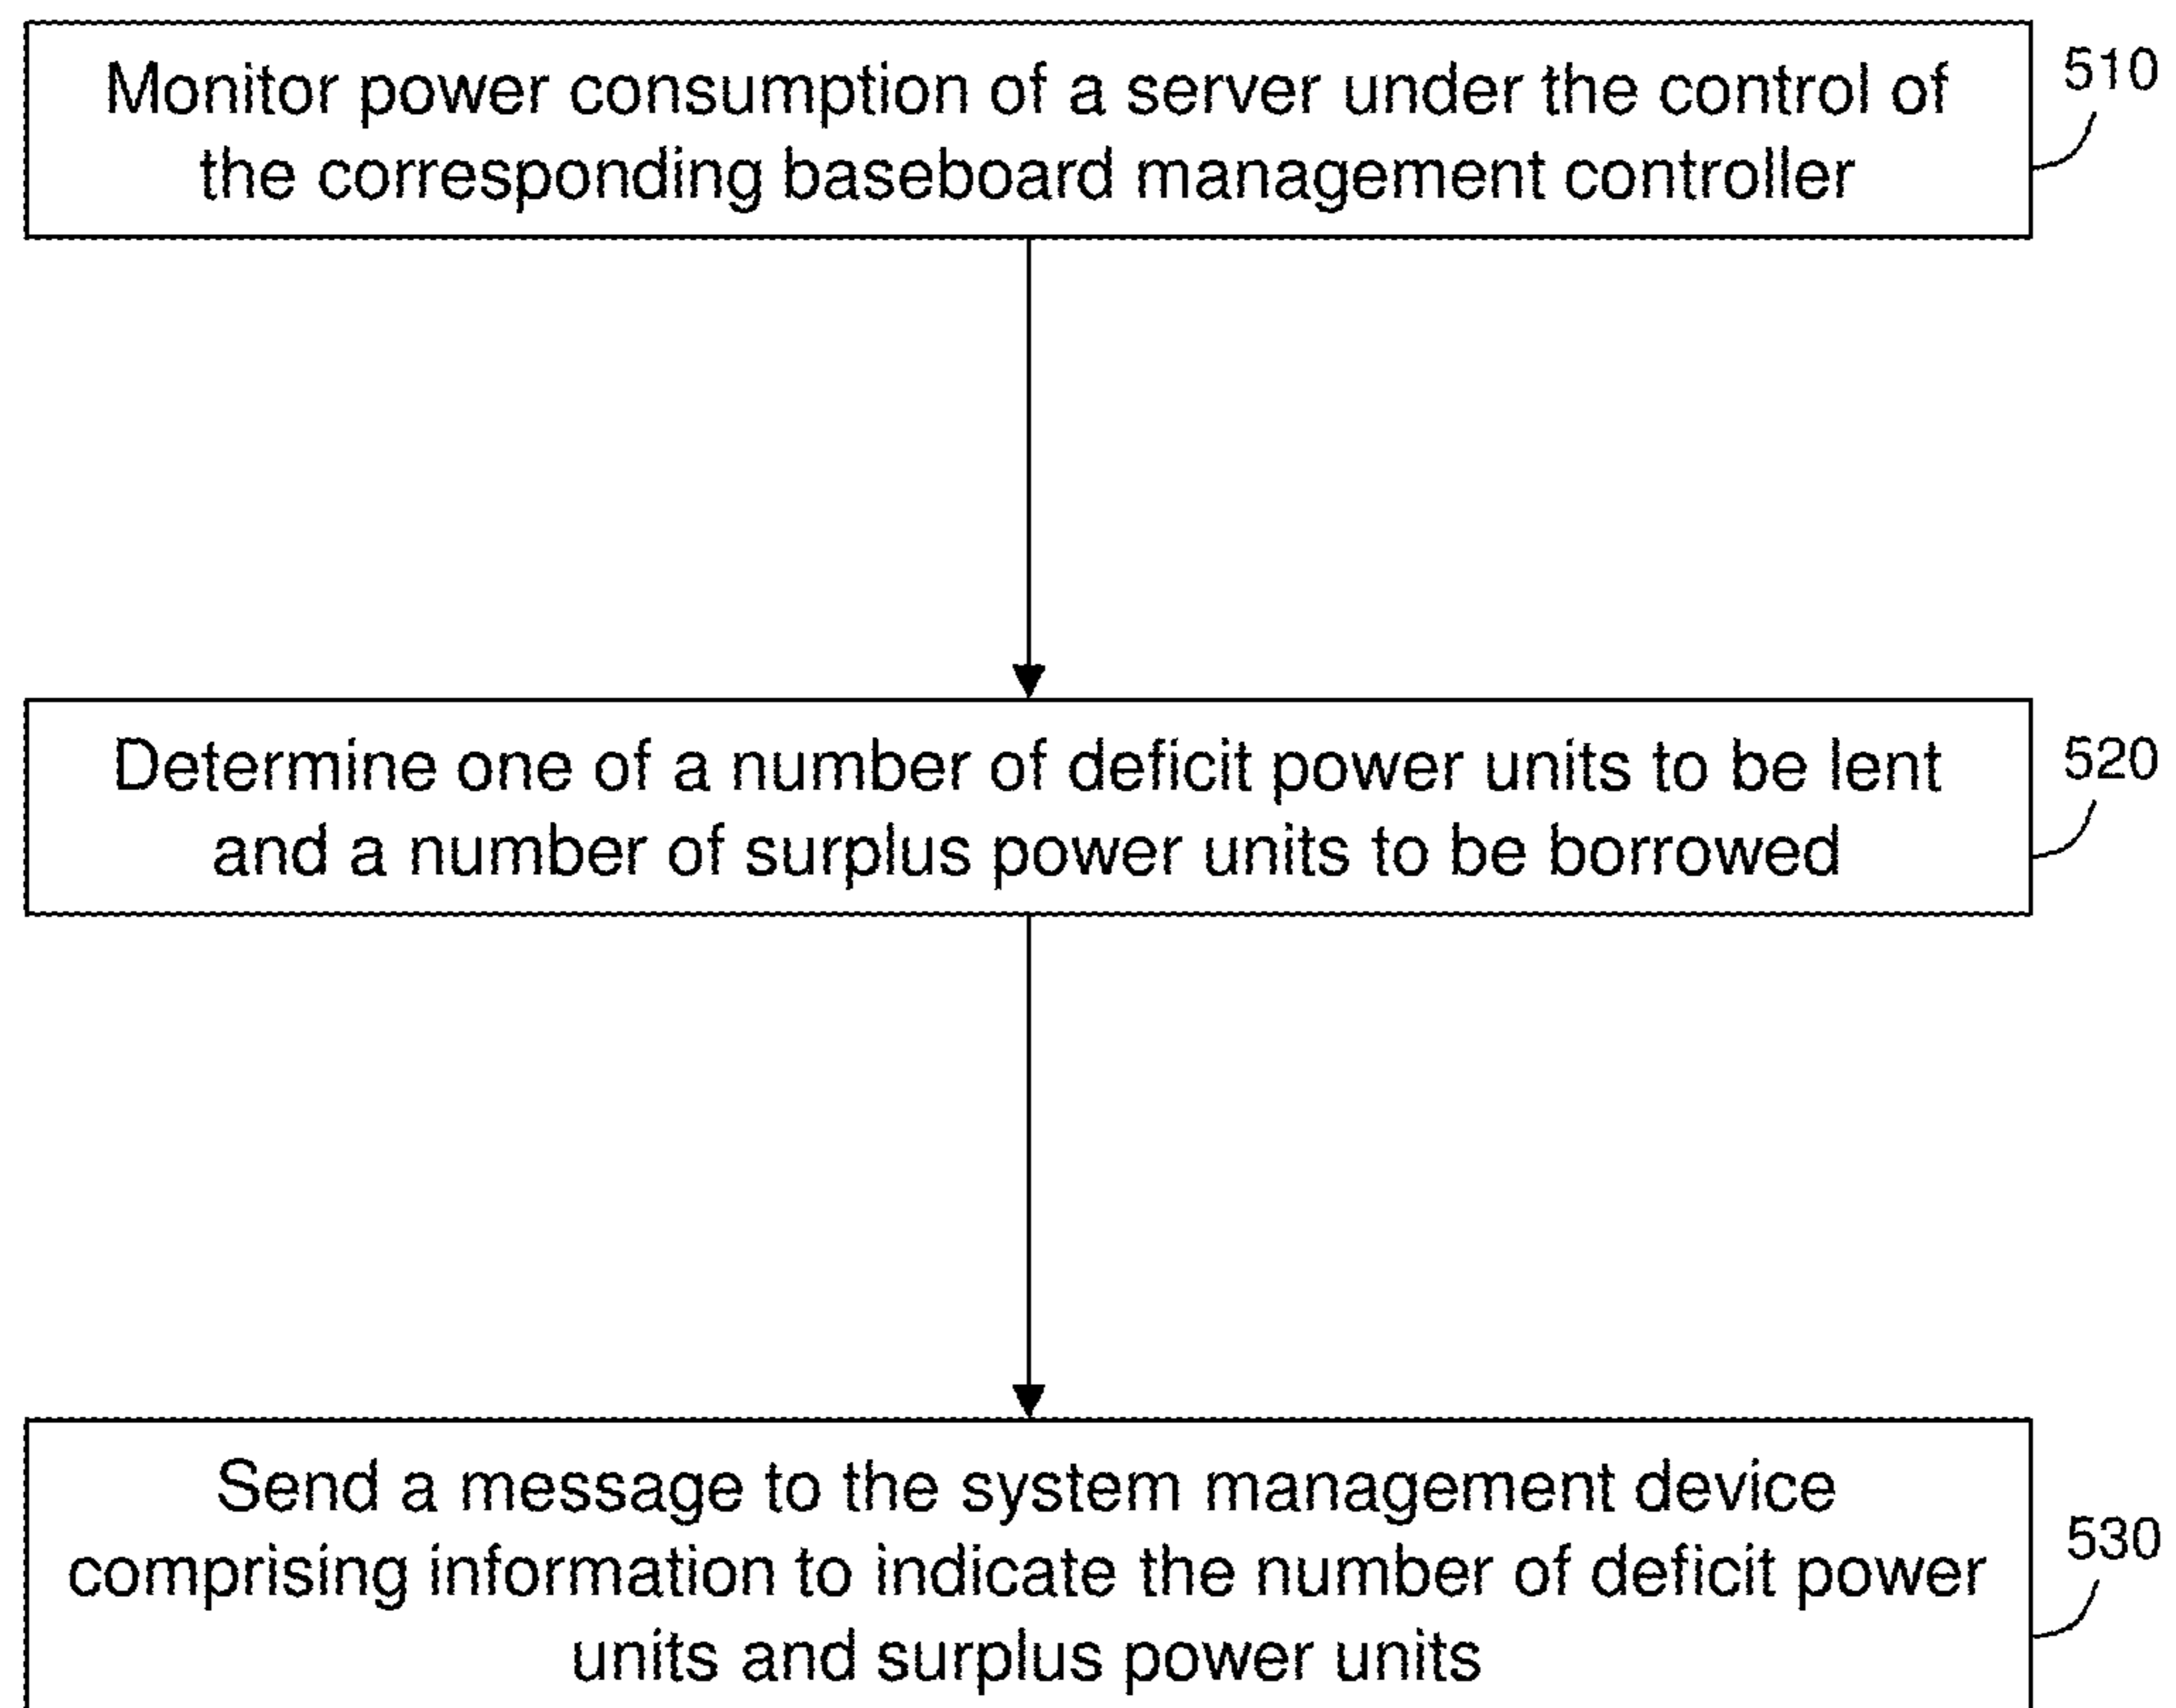 Monitor power consumption of a server under the control of
the corresponding baseboard management controller
510
Determine one of a number of deficit power units to be lent
and a number of surplus power units to be borrowed
520
Send a message to the system management device
comprising information to indicate the number of deficit power
units and surplus power units
530